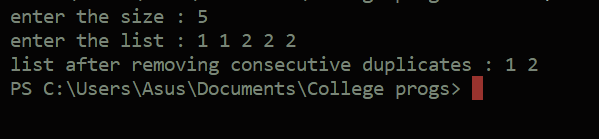 enter the size : 5
enter the list : 1 1 2 2 2
list after removing consecutive duplicates : 1 2
PS C:\Users\Asus\Documents\College progs>